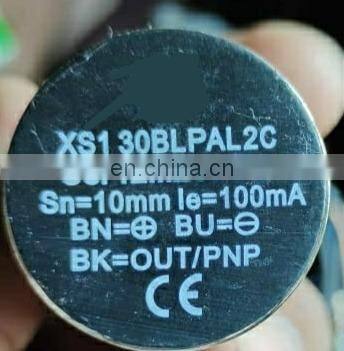 XS1 30BLPAL2C
Sn=10mm Ie=100mA
BN=⊕ BU=⊖
BK=OUT/PNP
CE
en.china.cn